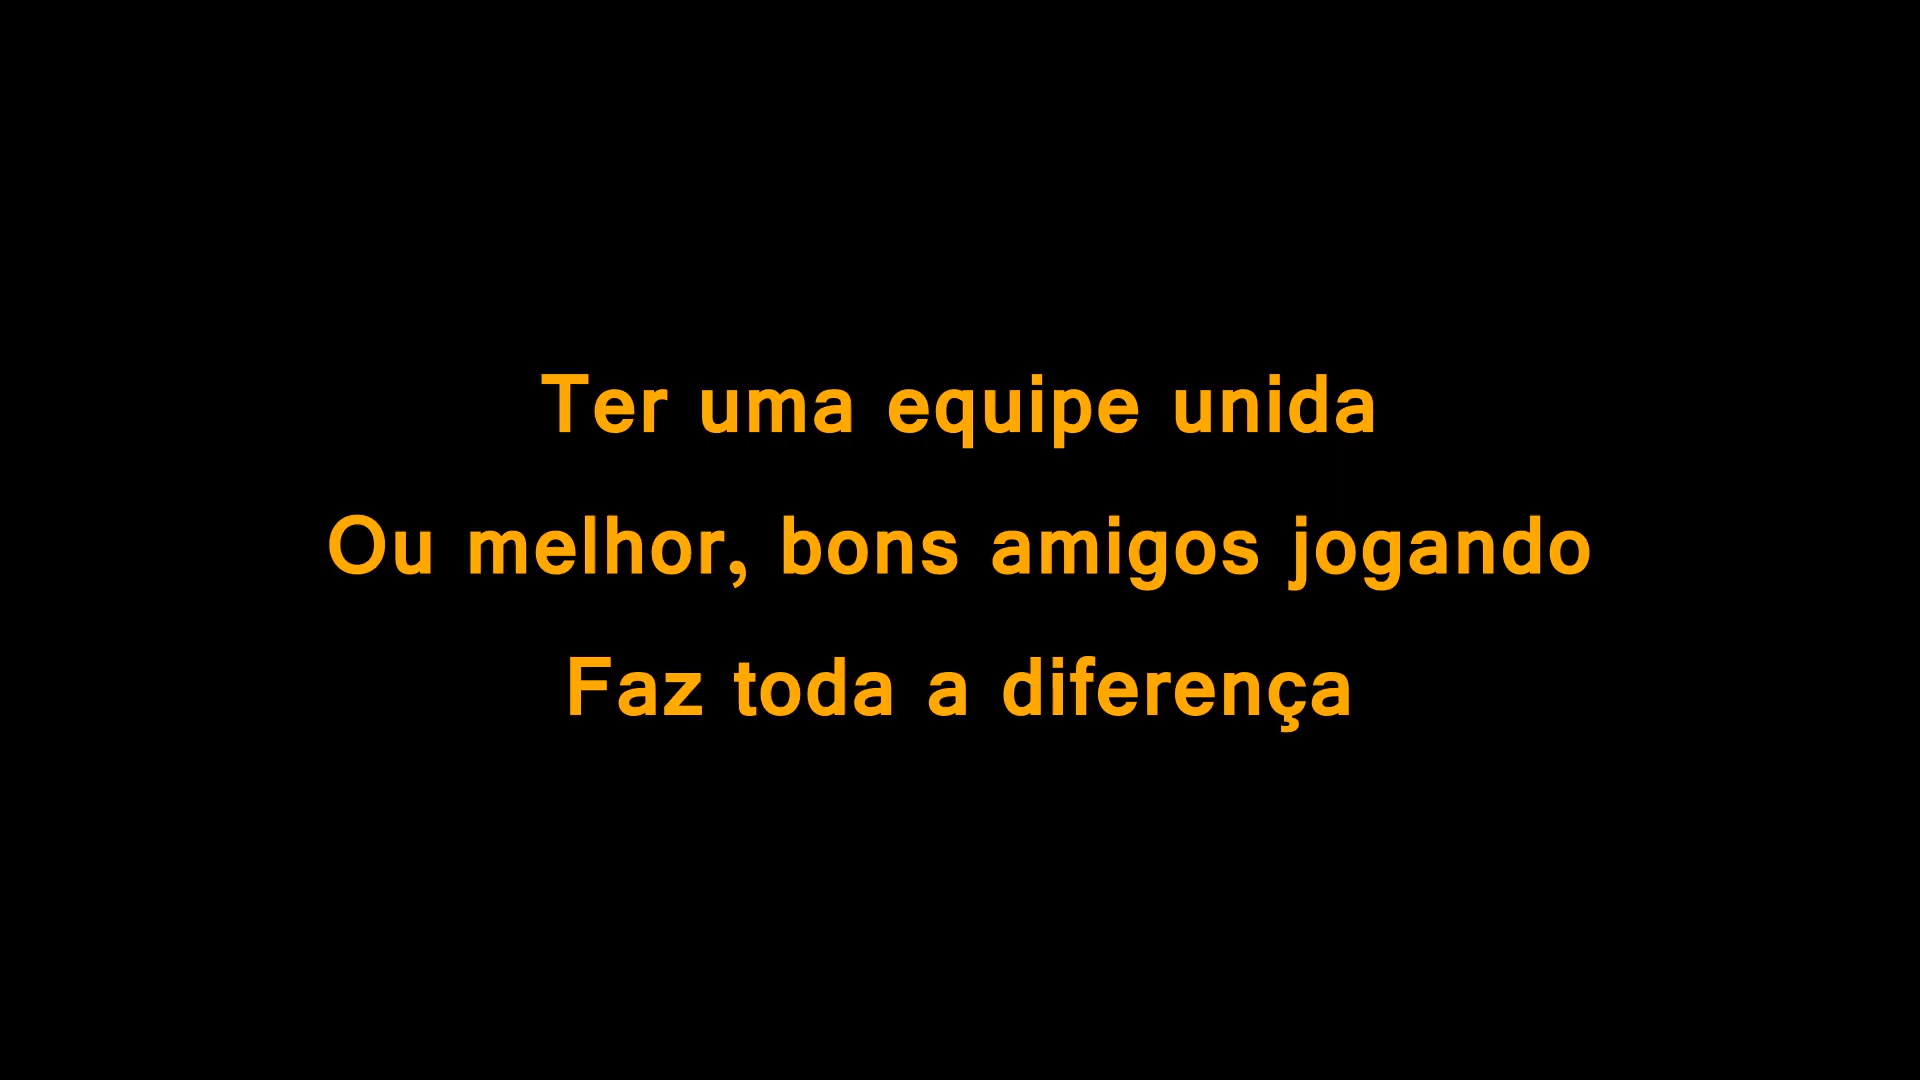 Ter uma equipe unida
Ou melhor, bons amigos jogando
Faz toda a diferença